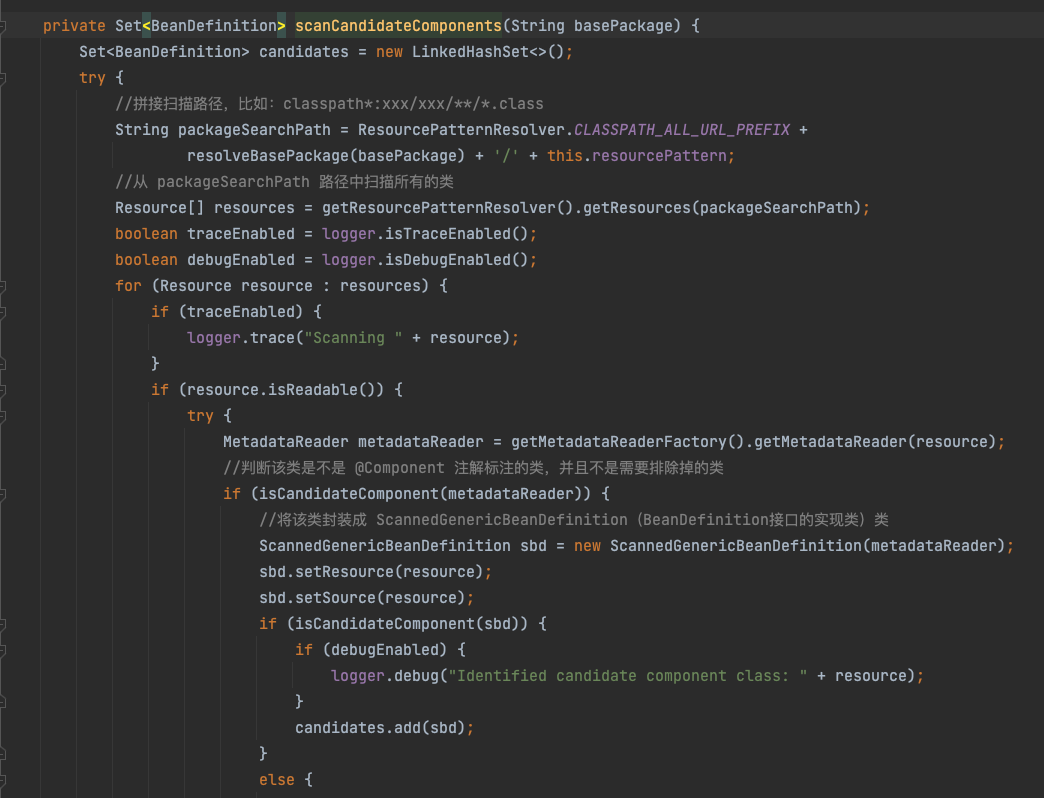 private Set<BeanDefinition> scanCandidateComponents(String basePackage) {
Set<BeanDefinition> candidates = new LinkedHashSet<>();
try {
//拼接扫描路径，比如：classpath*:xxx/xxx/**/*.class
String packageSearchPath = ResourcePatternResolver.CLASSPATH_ALL_URL_PREFIX +
resolveBasePackage(basePackage) + '/' + this.resourcePattern;
//从 packageSearchPath 路径中扫描所有的类
Resource[] resources = getResourcePatternResolver().getResources(packageSearchPath);
boolean traceEnabled = logger.isTraceEnabled();
boolean debugEnabled = logger.isDebugEnabled();
for (Resource resource : resources) {
if (traceEnabled) {
logger.trace("Scanning " + resource);
}
if (resource.isReadable()) {
try {
MetadataReader metadataReader = getMetadataReaderFactory().getMetadataReader(resource);
//判断该类是不是 @Component 注解标注的类，并且不是需要排除掉的类
if (isCandidateComponent(metadataReader)) {
//将该类封装成 ScannedGenericBeanDefinition（BeanDefinition接口的实现类）类
ScannedGenericBeanDefinition sbd = new ScannedGenericBeanDefinition(metadataReader);
sbd.setResource(resource);
sbd.setSource(resource);
if (isCandidateComponent(sbd)) {
if (debugEnabled) {
logger.debug("Identified candidate component class: " + resource);
}
candidates.add(sbd);
}
else {